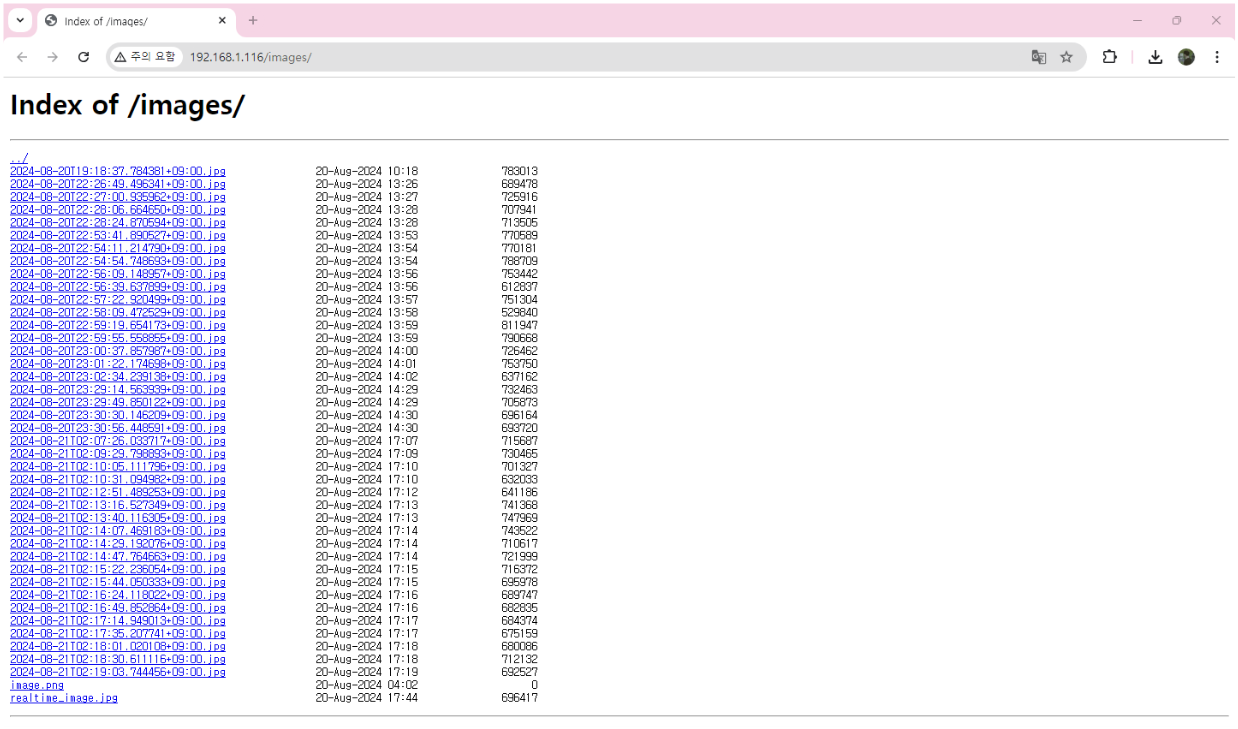 Index of /images/
주의 요함 192.168.1.116/images/
Index of /images/
../
2024-08-20T19:18:37.784381+09:00.jpg 20-Aug-2024 10:18 783013
2024-08-20T22:26:49.496341+09:00.jpg 20-Aug-2024 13:26 689478
2024-08-20T22:27:00.935962+09:00.jpg 20-Aug-2024 13:27 725916
2024-08-20T22:28:06.664650+09:00.jpg 20-Aug-2024 13:28 707941
2024-08-20T22:28:24.870594+09:00.jpg 20-Aug-2024 13:28 713505
2024-08-20T22:53:41.890527+09:00.jpg 20-Aug-2024 13:53 770589
2024-08-20T22:54:11.214790+09:00.jpg 20-Aug-2024 13:54 770181
2024-08-20T22:54:54.748693+09:00.jpg 20-Aug-2024 13:54 788709
2024-08-20T22:56:09.148957+09:00.jpg 20-Aug-2024 13:56 753442
2024-08-20T22:56:39.637899+09:00.jpg 20-Aug-2024 13:56 612837
2024-08-20T22:57:22.920499+09:00.jpg 20-Aug-2024 13:57 751304
2024-08-20T22:58:09.472529+09:00.jpg 20-Aug-2024 13:58 529840
2024-08-20T22:59:19.654173+09:00.jpg 20-Aug-2024 13:59 811947
2024-08-20T22:59:55.558855+09:00.jpg 20-Aug-2024 13:59 790668
2024-08-20T23:00:37.857987+09:00.jpg 20-Aug-2024 14:00 726462
2024-08-20T23:01:22.174698+09:00.jpg 20-Aug-2024 14:01 753750
2024-08-20T23:02:34.239138+09:00.jpg 20-Aug-2024 14:02 637162
2024-08-20T23:29:14.563939+09:00.jpg 20-Aug-2024 14:29 732463
2024-08-20T23:29:49.850122+09:00.jpg 20-Aug-2024 14:29 705873
2024-08-20T23:30:30.146209+09:00.jpg 20-Aug-2024 14:30 696164
2024-08-20T23:30:56.448591+09:00.jpg 20-Aug-2024 14:30 693720
2024-08-21T02:07:26.033717+09:00.jpg 20-Aug-2024 17:07 715687
2024-08-21T02:09:29.798893+09:00.jpg 20-Aug-2024 17:09 730465
2024-08-21T02:10:05.111796+09:00.jpg 20-Aug-2024 17:10 701327
2024-08-21T02:10:31.094982+09:00.jpg 20-Aug-2024 17:10 632033
2024-08-21T02:12:51.489253+09:00.jpg 20-Aug-2024 17:12 641186
2024-08-21T02:13:16.527349+09:00.jpg 20-Aug-2024 17:13 741368
2024-08-21T02:13:40.116305+09:00.jpg 20-Aug-2024 17:13 747969
2024-08-21T02:14:07.469183+09:00.jpg 20-Aug-2024 17:14 743522
2024-08-21T02:14:29.192076+09:00.jpg 20-Aug-2024 17:14 710617
2024-08-21T02:14:47.764663+09:00.jpg 20-Aug-2024 17:14 721999
2024-08-21T02:15:22.236054+09:00.jpg 20-Aug-2024 17:15 716372
2024-08-21T02:15:44.050333+09:00.jpg 20-Aug-2024 17:15 695978
2024-08-21T02:16:24.118022+09:00.jpg 20-Aug-2024 17:16 689747
2024-08-21T02:16:49.852864+09:00.jpg 20-Aug-2024 17:16 682835
2024-08-21T02:17:14.949013+09:00.jpg 20-Aug-2024 17:17 684374
2024-08-21T02:17:35.207741+09:00.jpg 20-Aug-2024 17:17 675159
2024-08-21T02:18:01.020108+09:00.jpg 20-Aug-2024 17:18 680086
2024-08-21T02:18:30.611116+09:00.jpg 20-Aug-2024 17:18 712132
2024-08-21T02:19:03.744456+09:00.jpg 20-Aug-2024 17:19 692527
image.png 20-Aug-2024 04:02 0
realtime_image.jpg 20-Aug-2024 17:44 696417